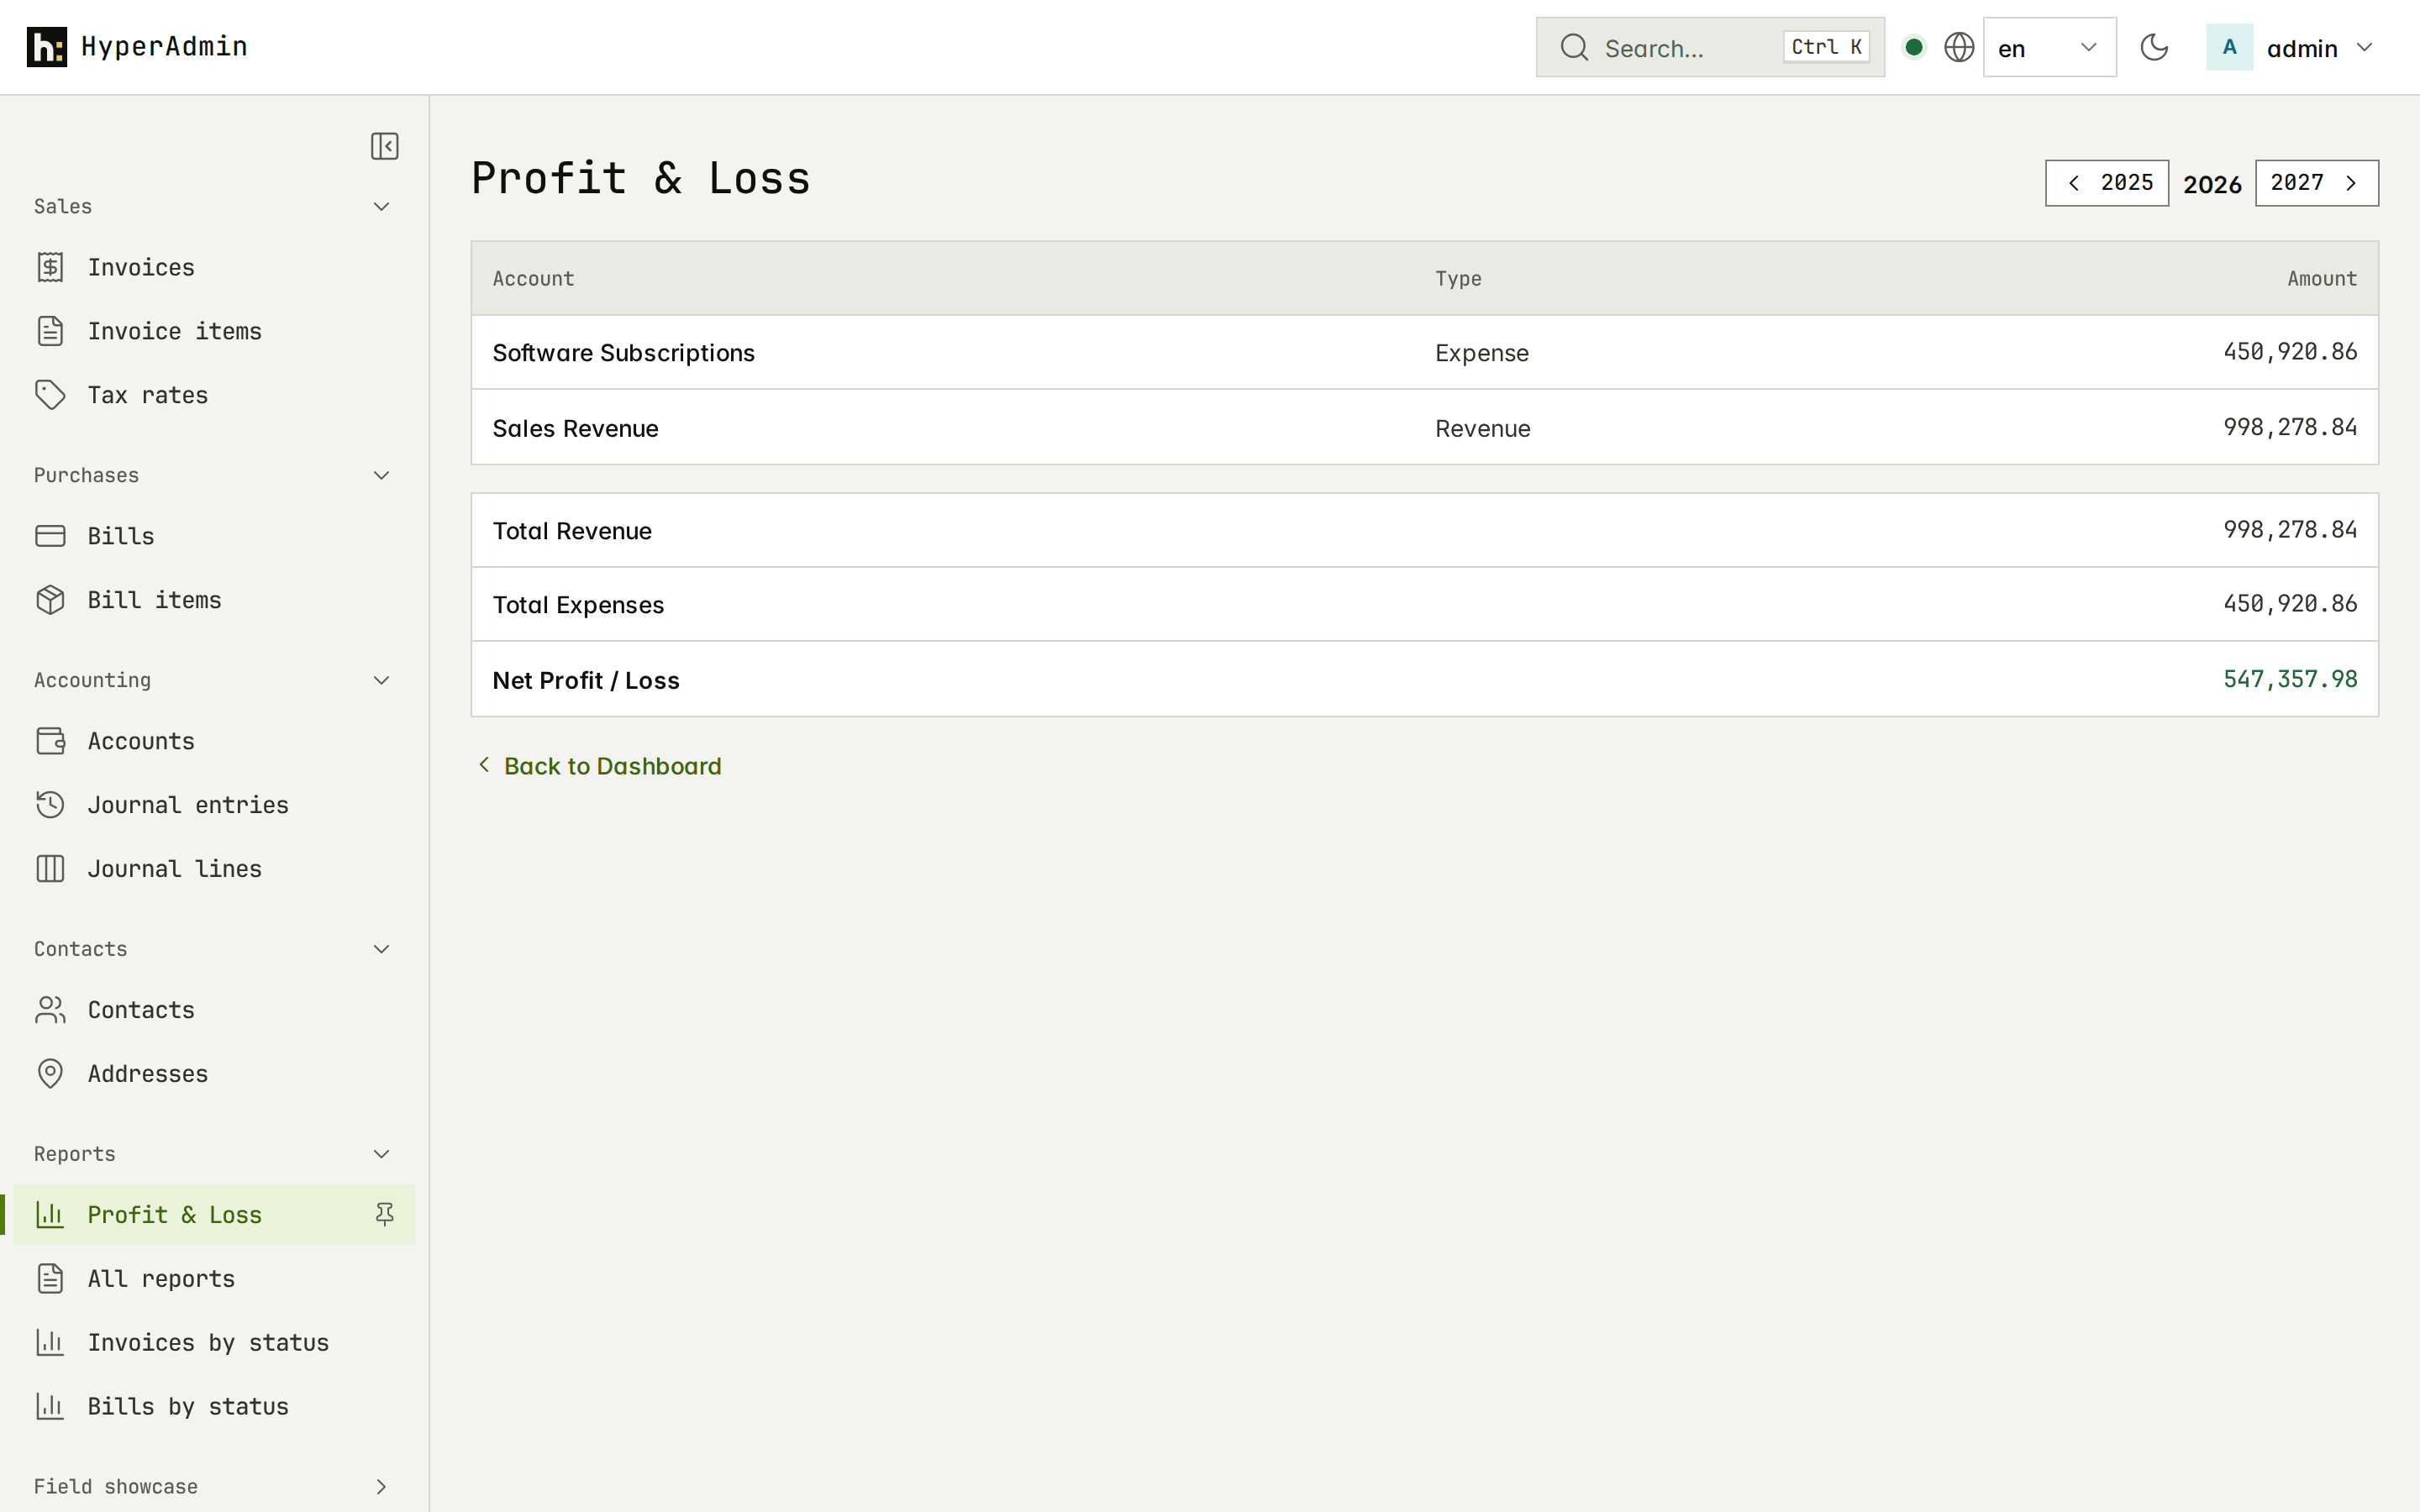 h: HyperAdmin
Search... Ctrl K
en
A admin
Sales
Invoices
Invoice items
Tax rates
Purchases
Bills
Bill items
Accounting
Accounts
Journal entries
Journal lines
Contacts
Contacts
Addresses
Reports
Profit & Loss
All reports
Invoices by status
Bills by status
Field showcase
Profit & Loss
2025 2026 2027
Account Type Amount
Software Subscriptions Expense 450,920.86
Sales Revenue Revenue 998,278.84
Total Revenue 998,278.84
Total Expenses 450,920.86
Net Profit / Loss 547,357.98
Back to Dashboard